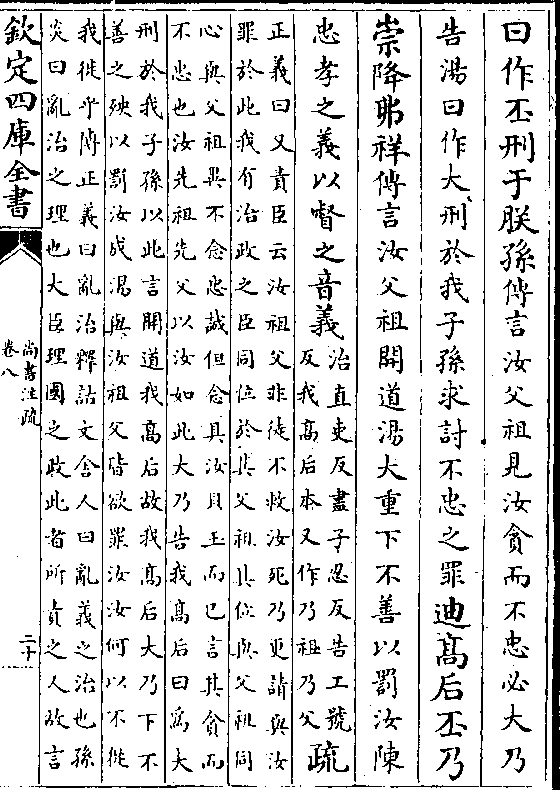 曰作丕刑于朕孫傳言汝父祖見汝貪而不忠必大乃
告湯曰作大刑於我子孫求討不忠之罪迪高后丕乃
崇降弗祥傳言汝父祖開道湯大重下不善以罰汝陳
忠孝之義以督之音義
治直吏反盡子忍反告工號
反我高后本又作乃祖乃父
疏
正義曰又責臣云汝祖父非徒不救汝死乃更請與汝
罪於此我有治政之臣同位於其父祖其位與父祖同
心與父祖異不念忠誠但念具汝貝玉而已言其貪而
不忠也汝先祖先父以汝如此大乃告我高后曰為大
刑於我子孫以此言開道我高后故我高后大乃下不
善之殃以罰汝成湯與汝祖父皆欲罪汝汝何以不從
我徙乎傳正義曰亂治釋詁文舍人曰亂義之治也孫
炎曰亂治之理也大臣理國之政此者所責之人故言
欽定四庫全書
尚書注疏
卷八
二十